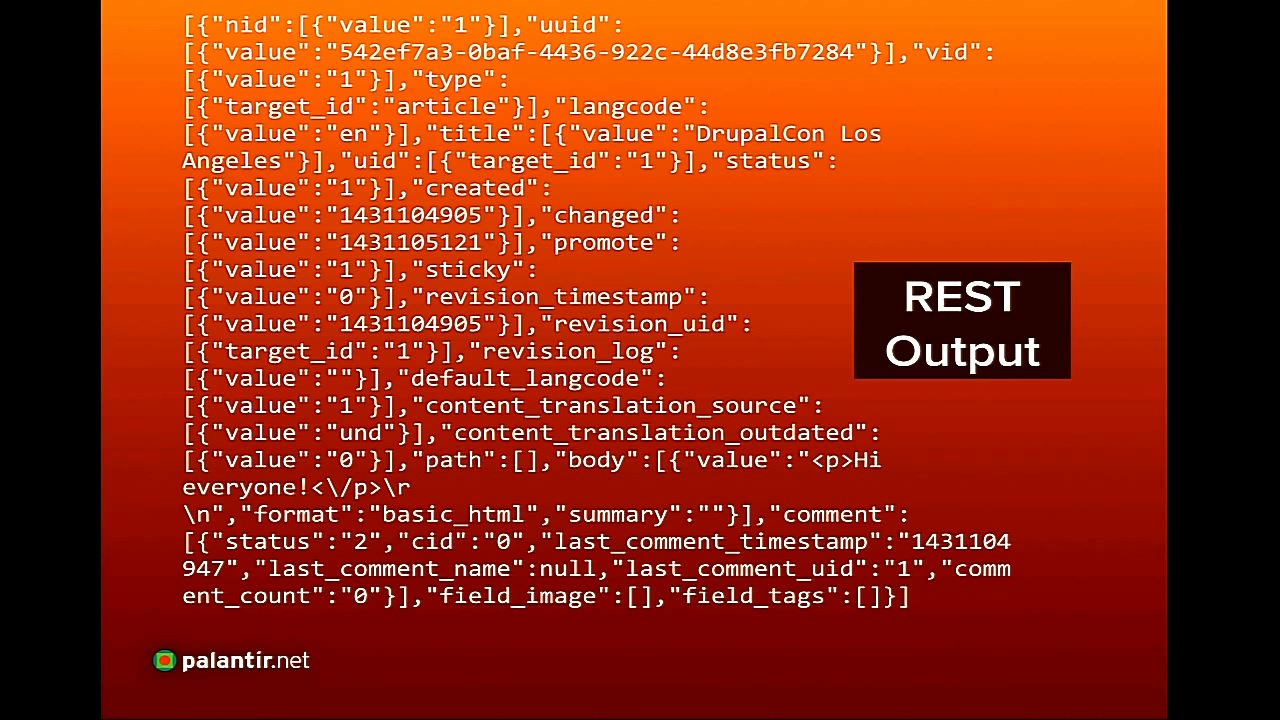 [{"nid":[{"value":"1"}],"uuid":
[{"value":"542ef7a3-0baf-4436-922c-44d8e3fb7284"}],"vid":
[{"value":"1"}],"type":
[{"target_id":"article"}],"langcode":
[{"value":"en"}],"title":[{"value":"DrupalCon Los
Angeles"}],"uid":[{"target_id":"1"}],"status":
[{"value":"1"}],"created":
[{"value":"1431104905"}],"changed":
[{"value":"1431105121"}],"promote":
[{"value":"1"}],"sticky":
[{"value":"0"}],"revision_timestamp":
[{"value":"1431104905"}],"revision_uid":
[{"target_id":"1"}],"revision_log":
[{"value":""}],"default_langcode":
[{"value":"1"}],"content_translation_source":
[{"value":"und"}],"content_translation_outdated":
[{"value":"0"}],"path":[],"body":[{"value":"<p>Hi
everyone!<\/p>\r
\n","format":"basic_html","summary":""}],"comment":
[{"status":"2","cid":"0","last_comment_timestamp":"1431104
947","last_comment_name":null,"last_comment_uid":"1","comm
ent_count":"0"}],"field_image":[],"field_tags":[]}]
REST
Output
palantir.net